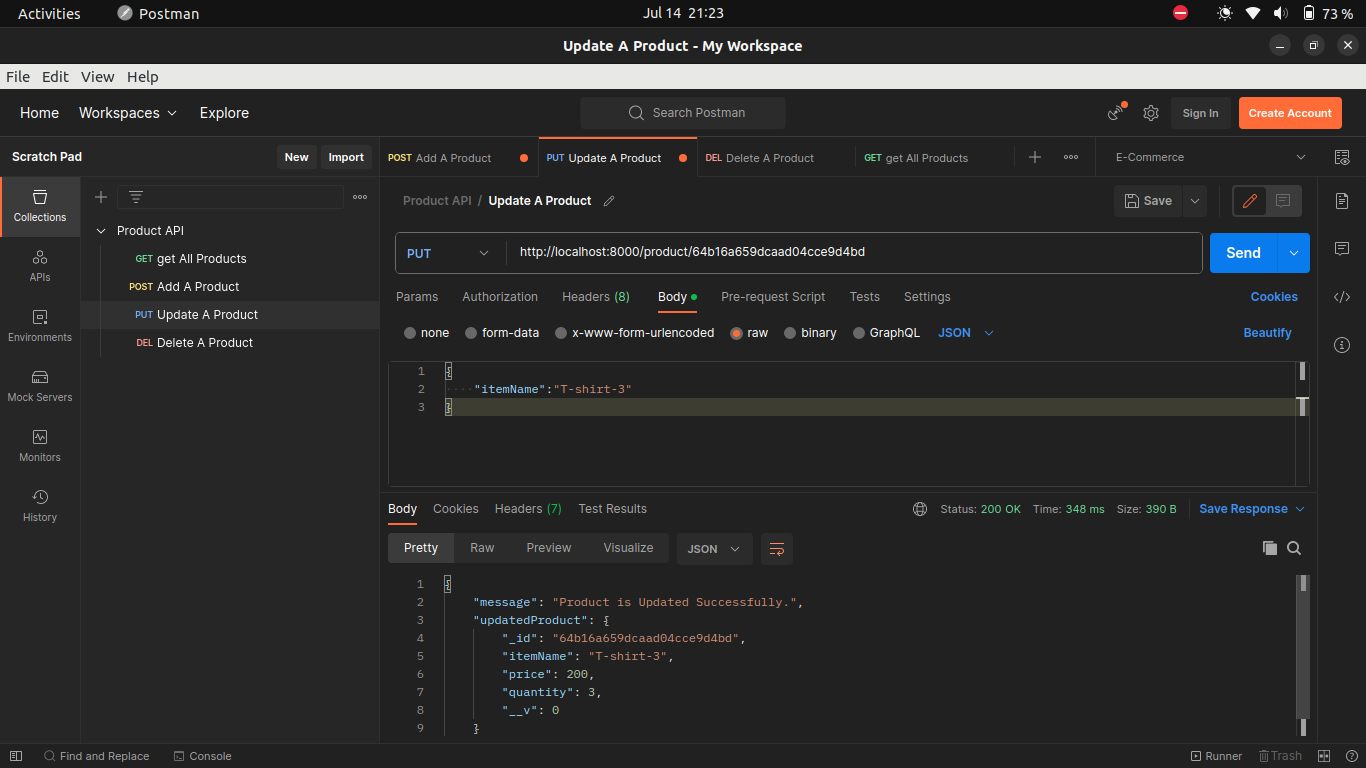 Activities Postman Jul 14 21:23 73 %
Update A Product - My Workspace
File Edit View Help
Home Workspaces Explore Search Postman Sign In Create Account
Scratch Pad New Import
POST Add A Product PUT Update A Product DEL Delete A Product GET get All Products E-Commerce
Collections
APIs
Environments
Mock Servers
Monitors
History
Product API
GET get All Products
POST Add A Product
PUT Update A Product
DEL Delete A Product
Product API / Update A Product Save
PUT http://localhost:8000/product/64b16a659dcaad04cce9d4bd Send
Params Authorization Headers (8) Body Pre-request Script Tests Settings Cookies
none form-data x-www-form-urlencoded raw binary GraphQL JSON Beautify
1 {
2 "itemName":"T-shirt-3"
3 }
Body Cookies Headers (7) Test Results Status: 200 OK Time: 348 ms Size: 390 B Save Response
Pretty Raw Preview Visualize JSON
1 {
2 "message": "Product is Updated Successfully.",
3 "updatedProduct": {
4 "_id": "64b16a659dcaad04cce9d4bd",
5 "itemName": "T-shirt-3",
6 "price": 200,
7 "quantity": 3,
8 "__v": 0
9 }
Find and Replace Console Runner Trash